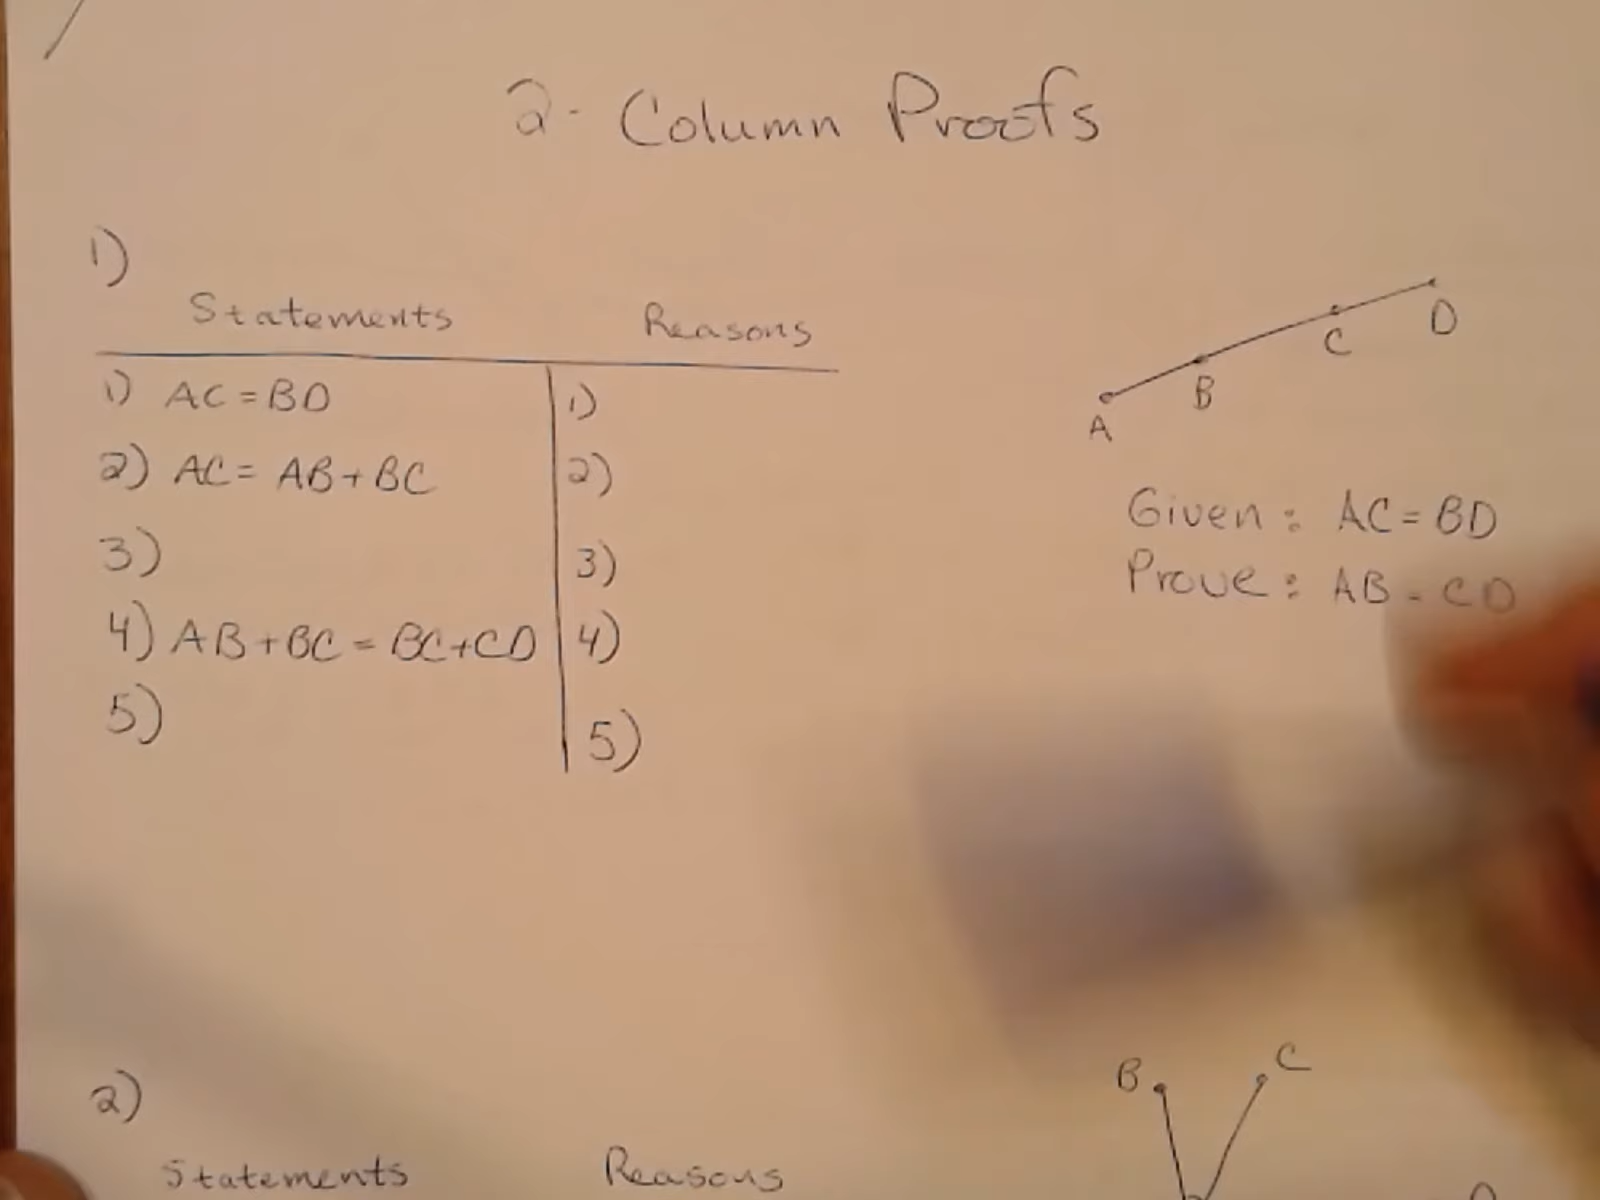 2- Column Proofs
1)
Statements Reasons
1) AC = BD 1)
2) AC = AB + BC 2)
3) 3)
4) AB + BC = BC + CD 4)
5) 5)
A B C D
Given : AC = BD
Prove : AB = CD
2)
B C
Statements Reasons